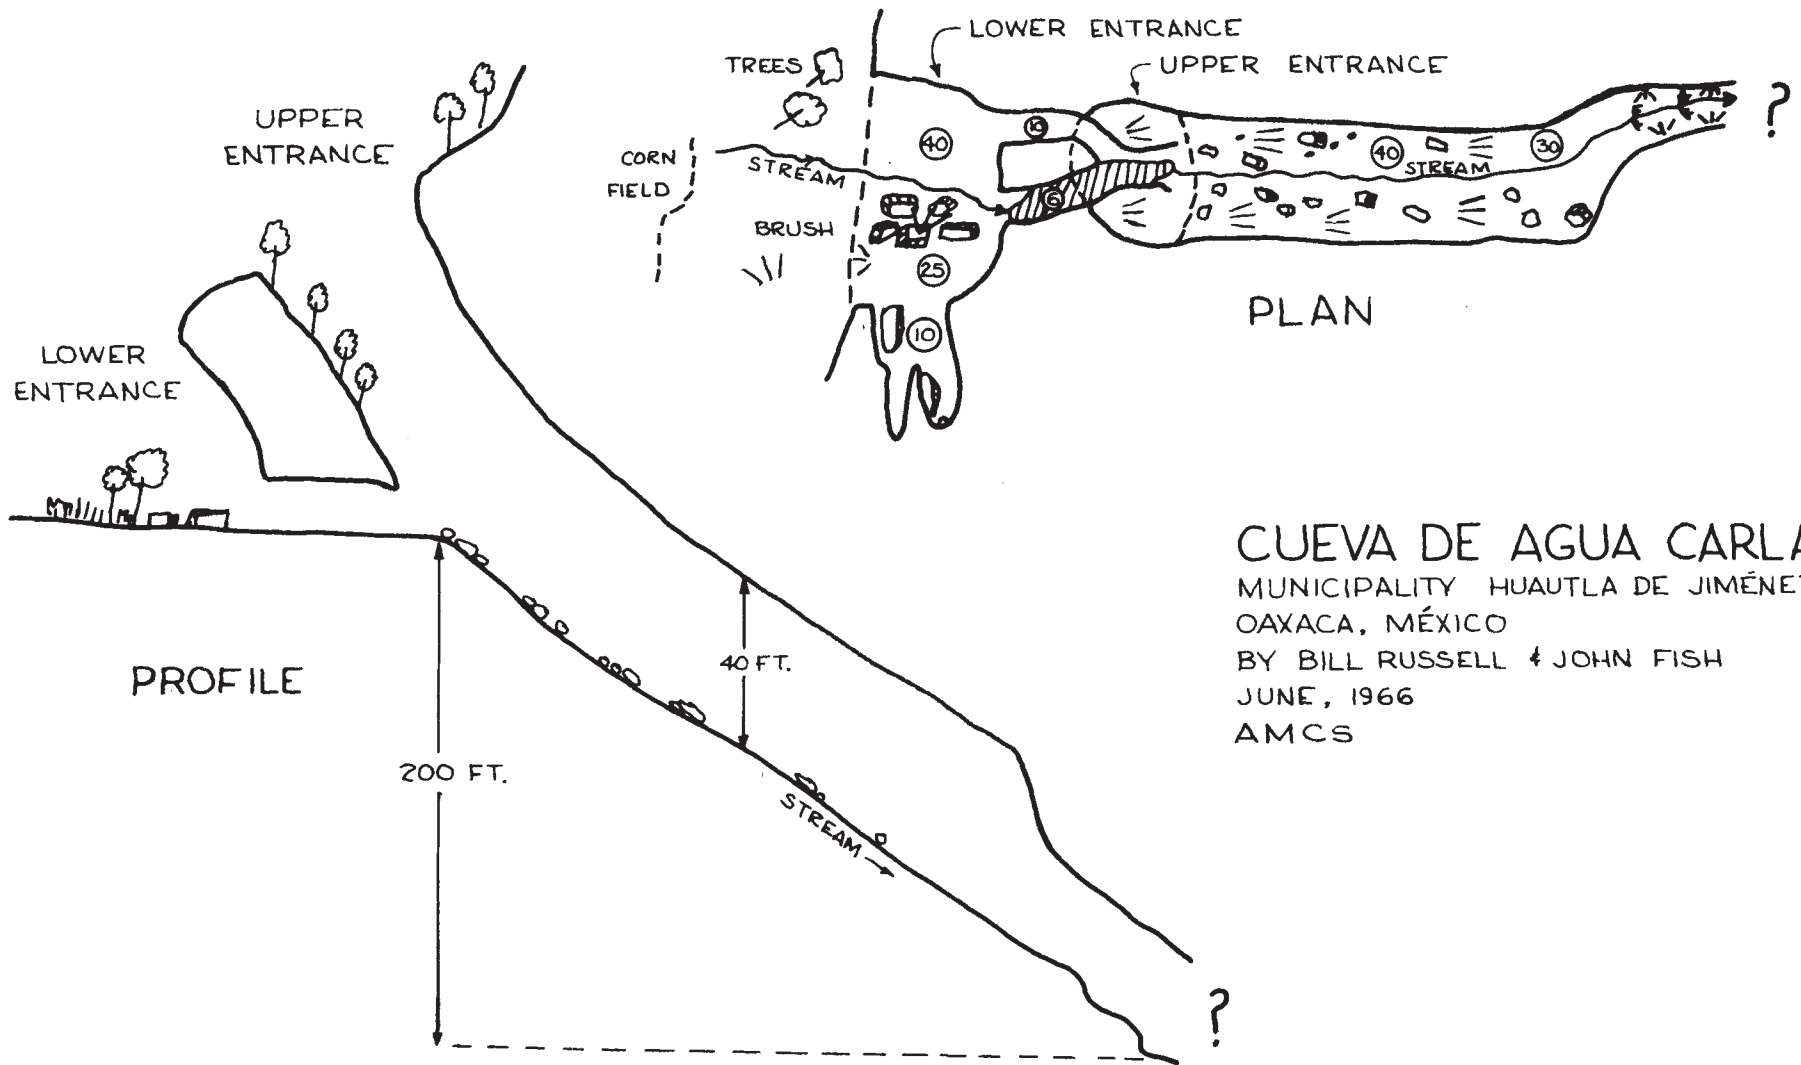 LOWER ENTRANCE
UPPER ENTRANCE
TREES
CORN
FIELD
STREAM
BRUSH
40
10
6
25
10
40
STREAM
30
?
PLAN
UPPER
ENTRANCE
LOWER
ENTRANCE
PROFILE
200 FT.
40 FT.
STREAM
?
CUEVA DE AGUA CARLA
MUNICIPALITY HUAUTLA DE JIMÉNE
OAXACA, MÉXICO
BY BILL RUSSELL & JOHN FISH
JUNE, 1966
AMCS